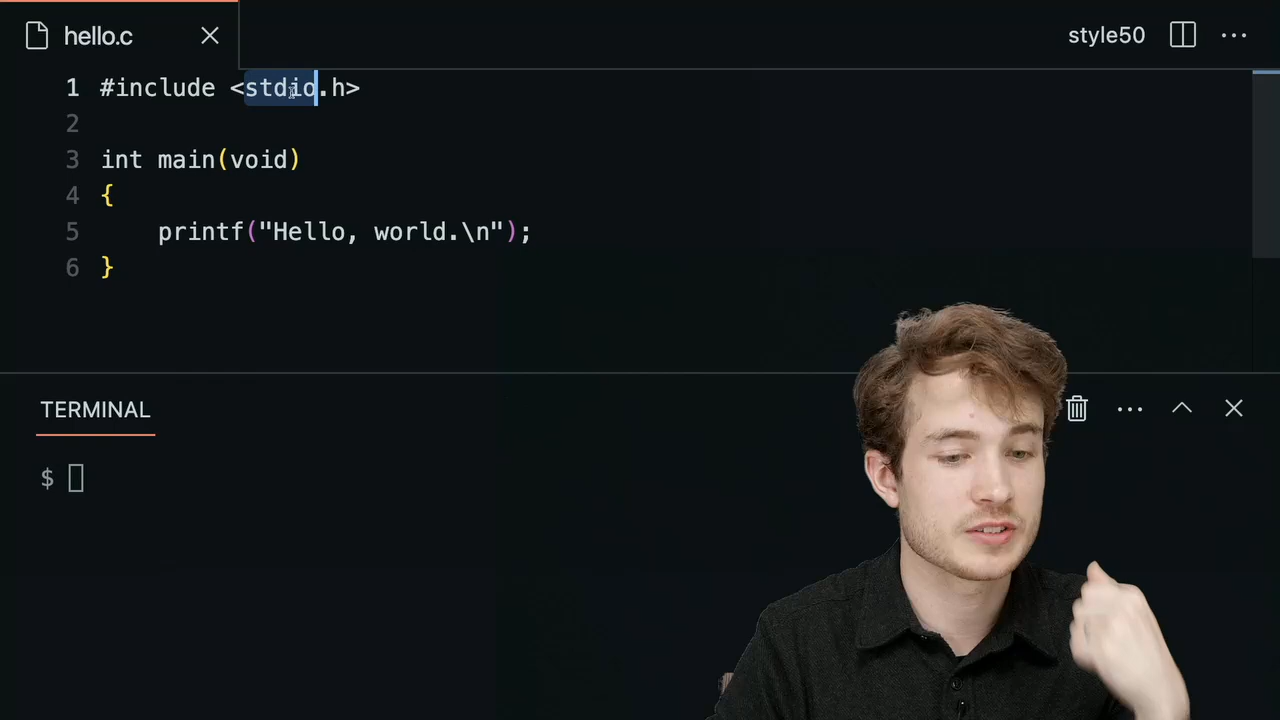 hello.c
style50
1 #include <stdio.h>
2
3 int main(void)
4 {
5     printf("Hello, world.\n");
6 }
TERMINAL
$